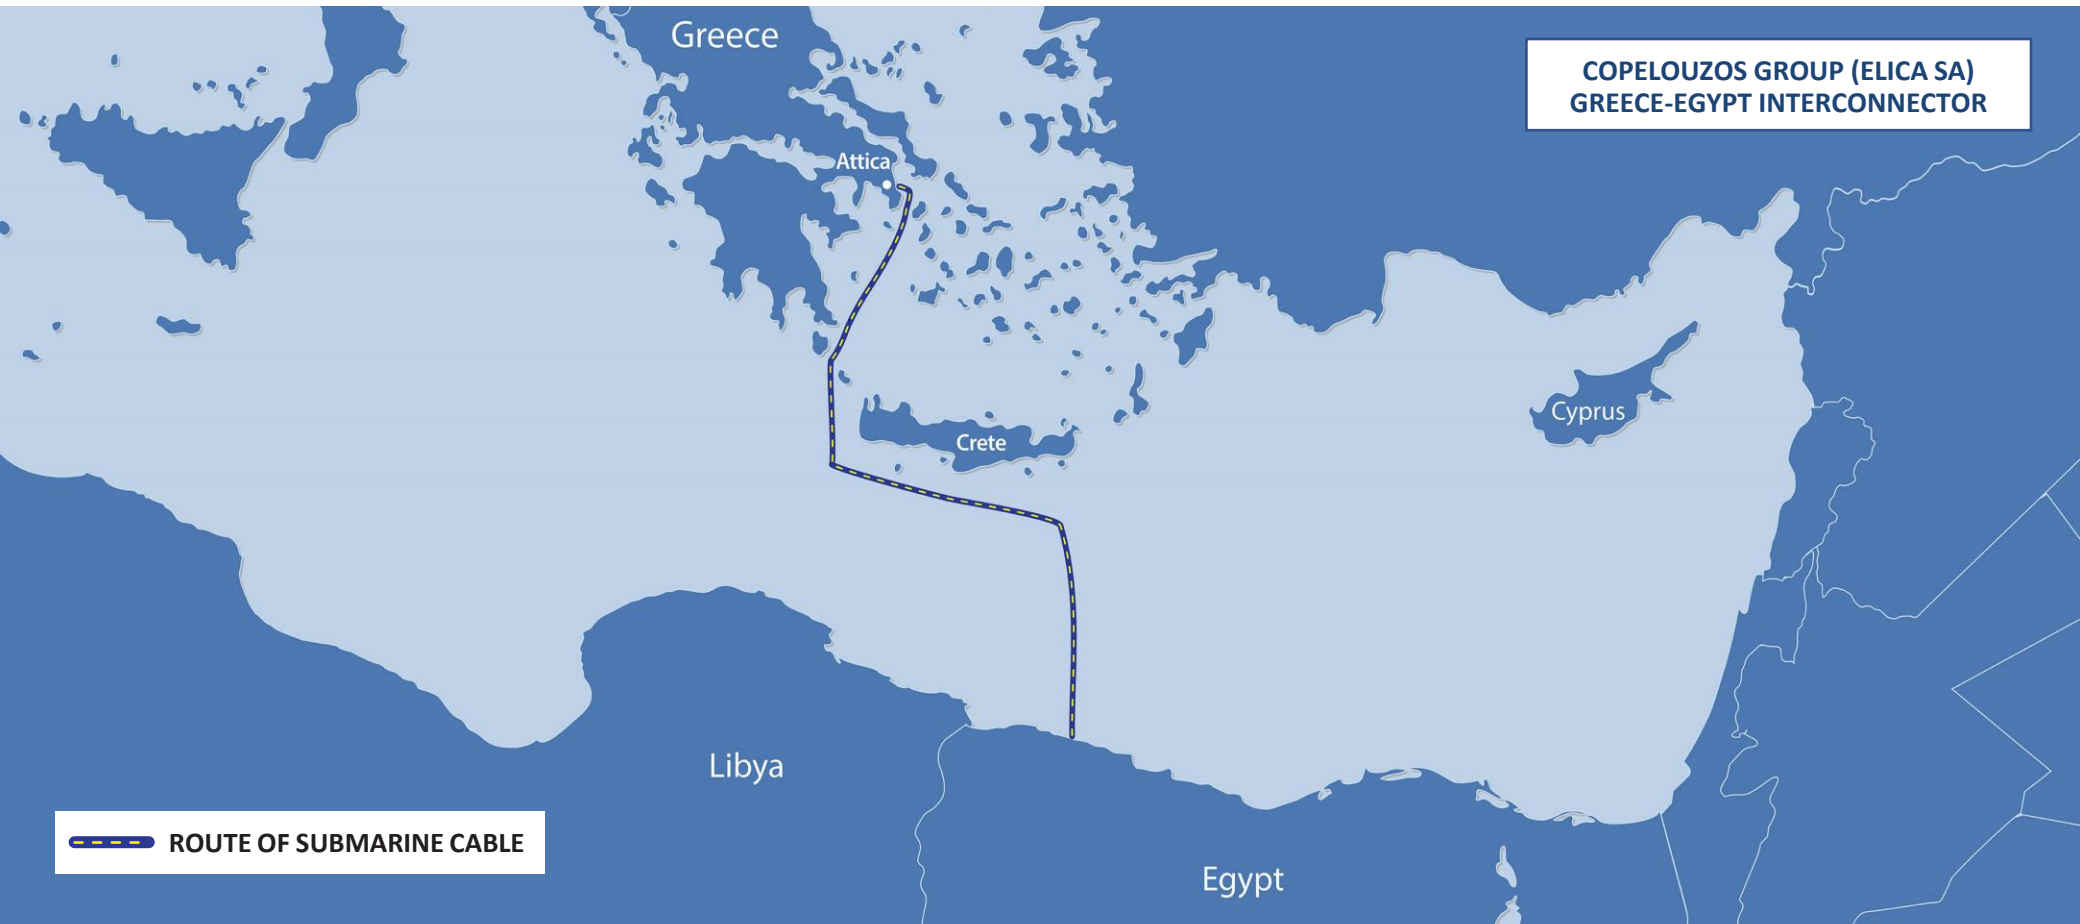 Greece
COPELOUZOS GROUP (ELICA SA)
GREECE-EGYPT INTERCONNECTOR
Attica
Cyprus
Crete
Libya
ROUTE OF SUBMARINE CABLE
Egypt